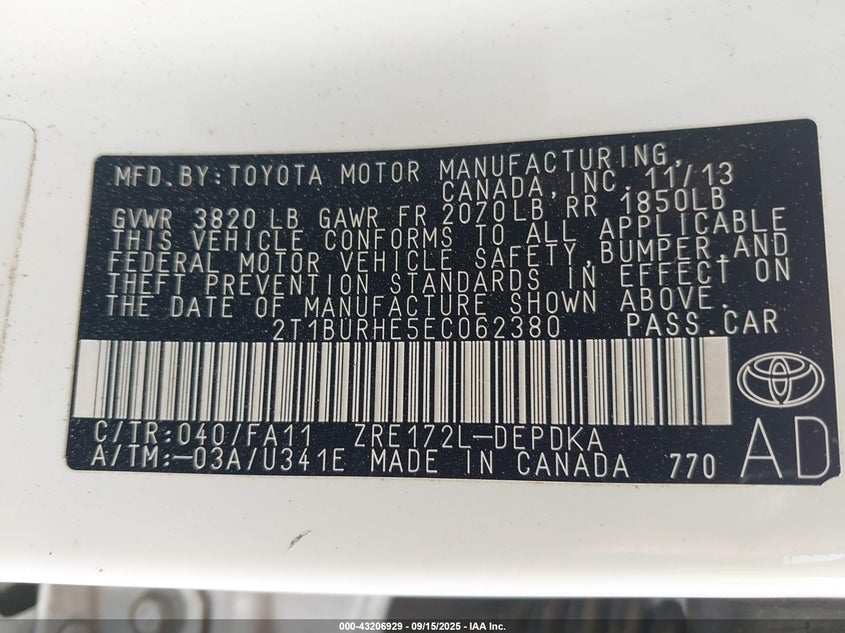 MFD.BY:TOYOTA MOTOR MANUFACTURING,
CANADA,INC. 11/13
GVWR 3820 LB GAWR FR 2070LB,RR 1850LB
THIS VEHICLE CONFORMS TO ALL APPLICABLE
FEDERAL MOTOR VEHICLE SAFETY,BUMPER,AND
THEFT PREVENTION STANDARDS IN EFFECT ON
THE DATE OF MANUFACTURE SHOWN ABOVE.
2T1BURHE5EC062380 PASS.CAR
C/TR:040/FA11 ZRE172L-DEPDKA
A/TM:-03A/U341E MADE IN CANADA 770 AD
000-43206929 - 09/15/2025 - IAA Inc.